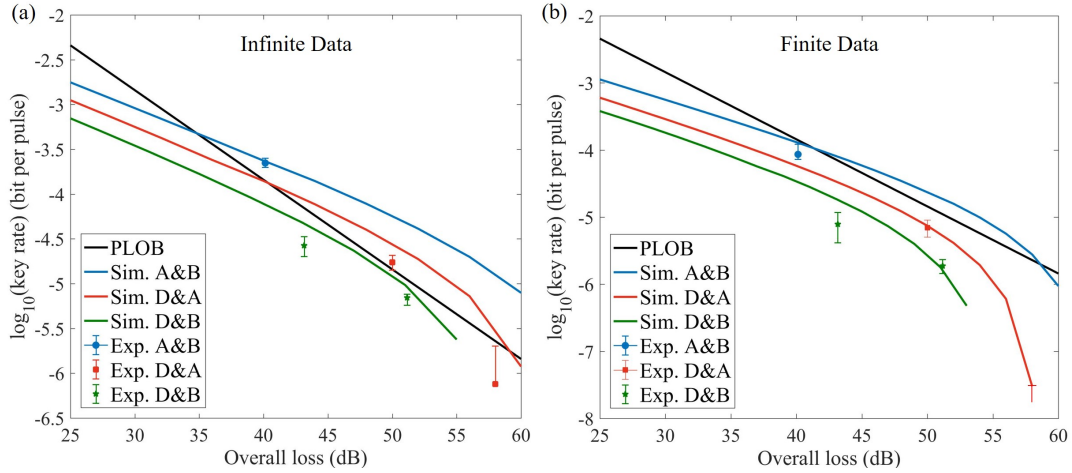 (a)
Infinite Data
log10(key rate) (bit per pulse)
-2
-2.5
-3
-3.5
-4
-4.5
-5
-5.5
-6
-6.5
PLOB
Sim. A&B
Sim. D&A
Sim. D&B
Exp. A&B
Exp. D&A
Exp. D&B
25 35 40 45 50 55 60
Overall loss (dB)
(b)
Finite Data
log10(key rate) (bit per pulse)
-2
-3
-4
-5
-6
-7
-8
PLOB
Sim. A&B
Sim. D&A
Sim. D&B
Exp. A&B
Exp. D&A
Exp. D&B
25 35 40 45 50 55 60
Overall loss (dB)